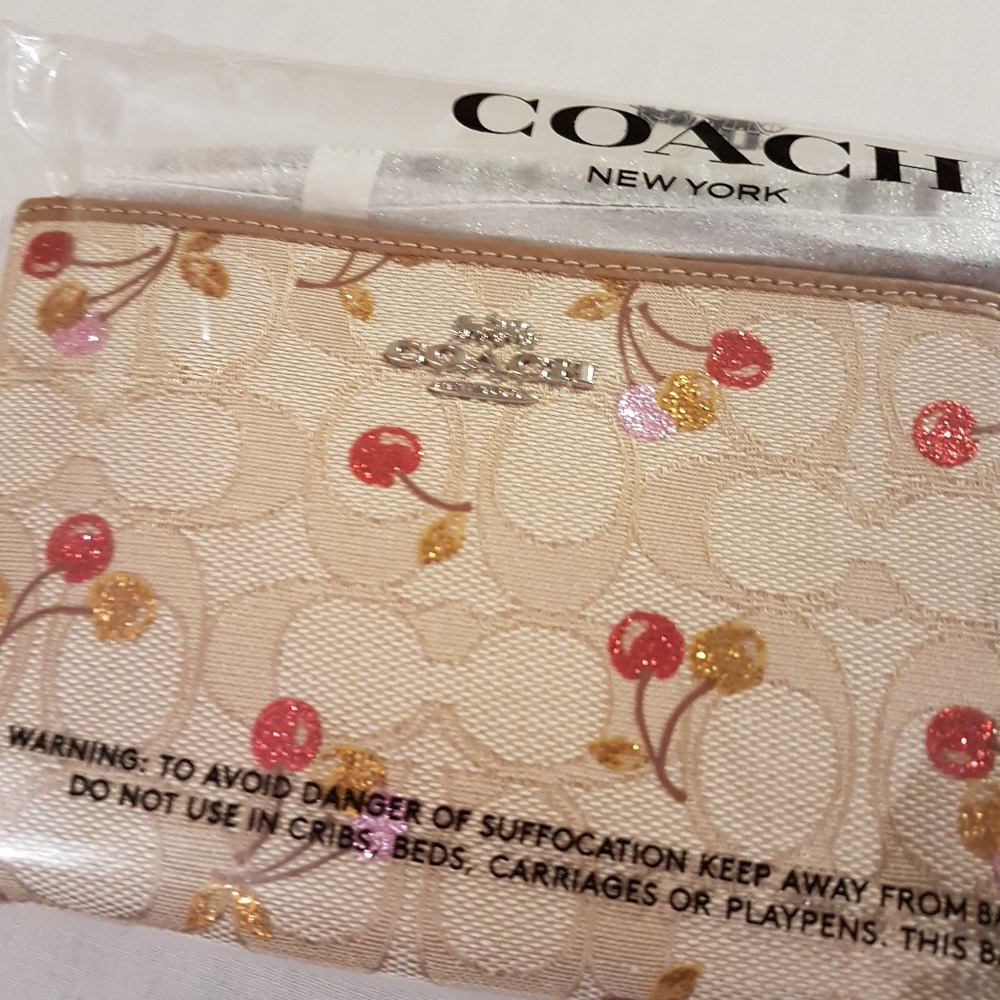 COACH
NEW YORK
COACH
WARNING: TO AVOID DANGER OF SUFFOCATION KEEP AWAY FROM
DO NOT USE IN CRIBS, BEDS, CARRIAGES OR PLAYPENS. THIS